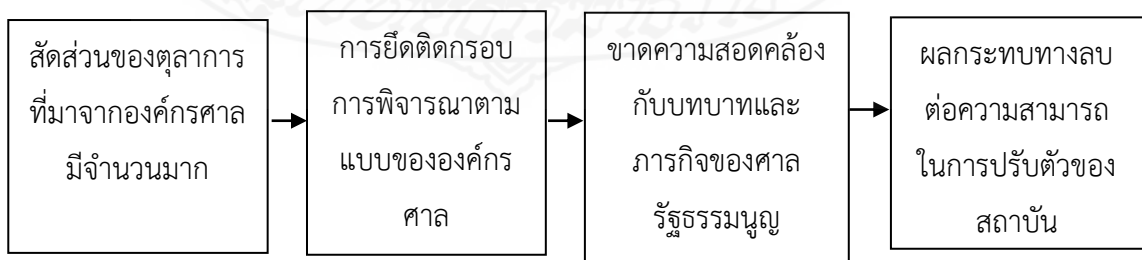 สัดส่วนของตุลาการ
ที่มาจากองค์กรศาล
มีจำนวนมาก
การยึดติดกรอบ
การพิจารณาตาม
แบบขององค์กร
ศาล
ขาดความสอดคล้อง
กับบทบาทและ
ภารกิจของศาล
รัฐธรรมนูญ
ผลกระทบทางลบ
ต่อความสามารถ
ในการปรับตัวของ
สถาบัน